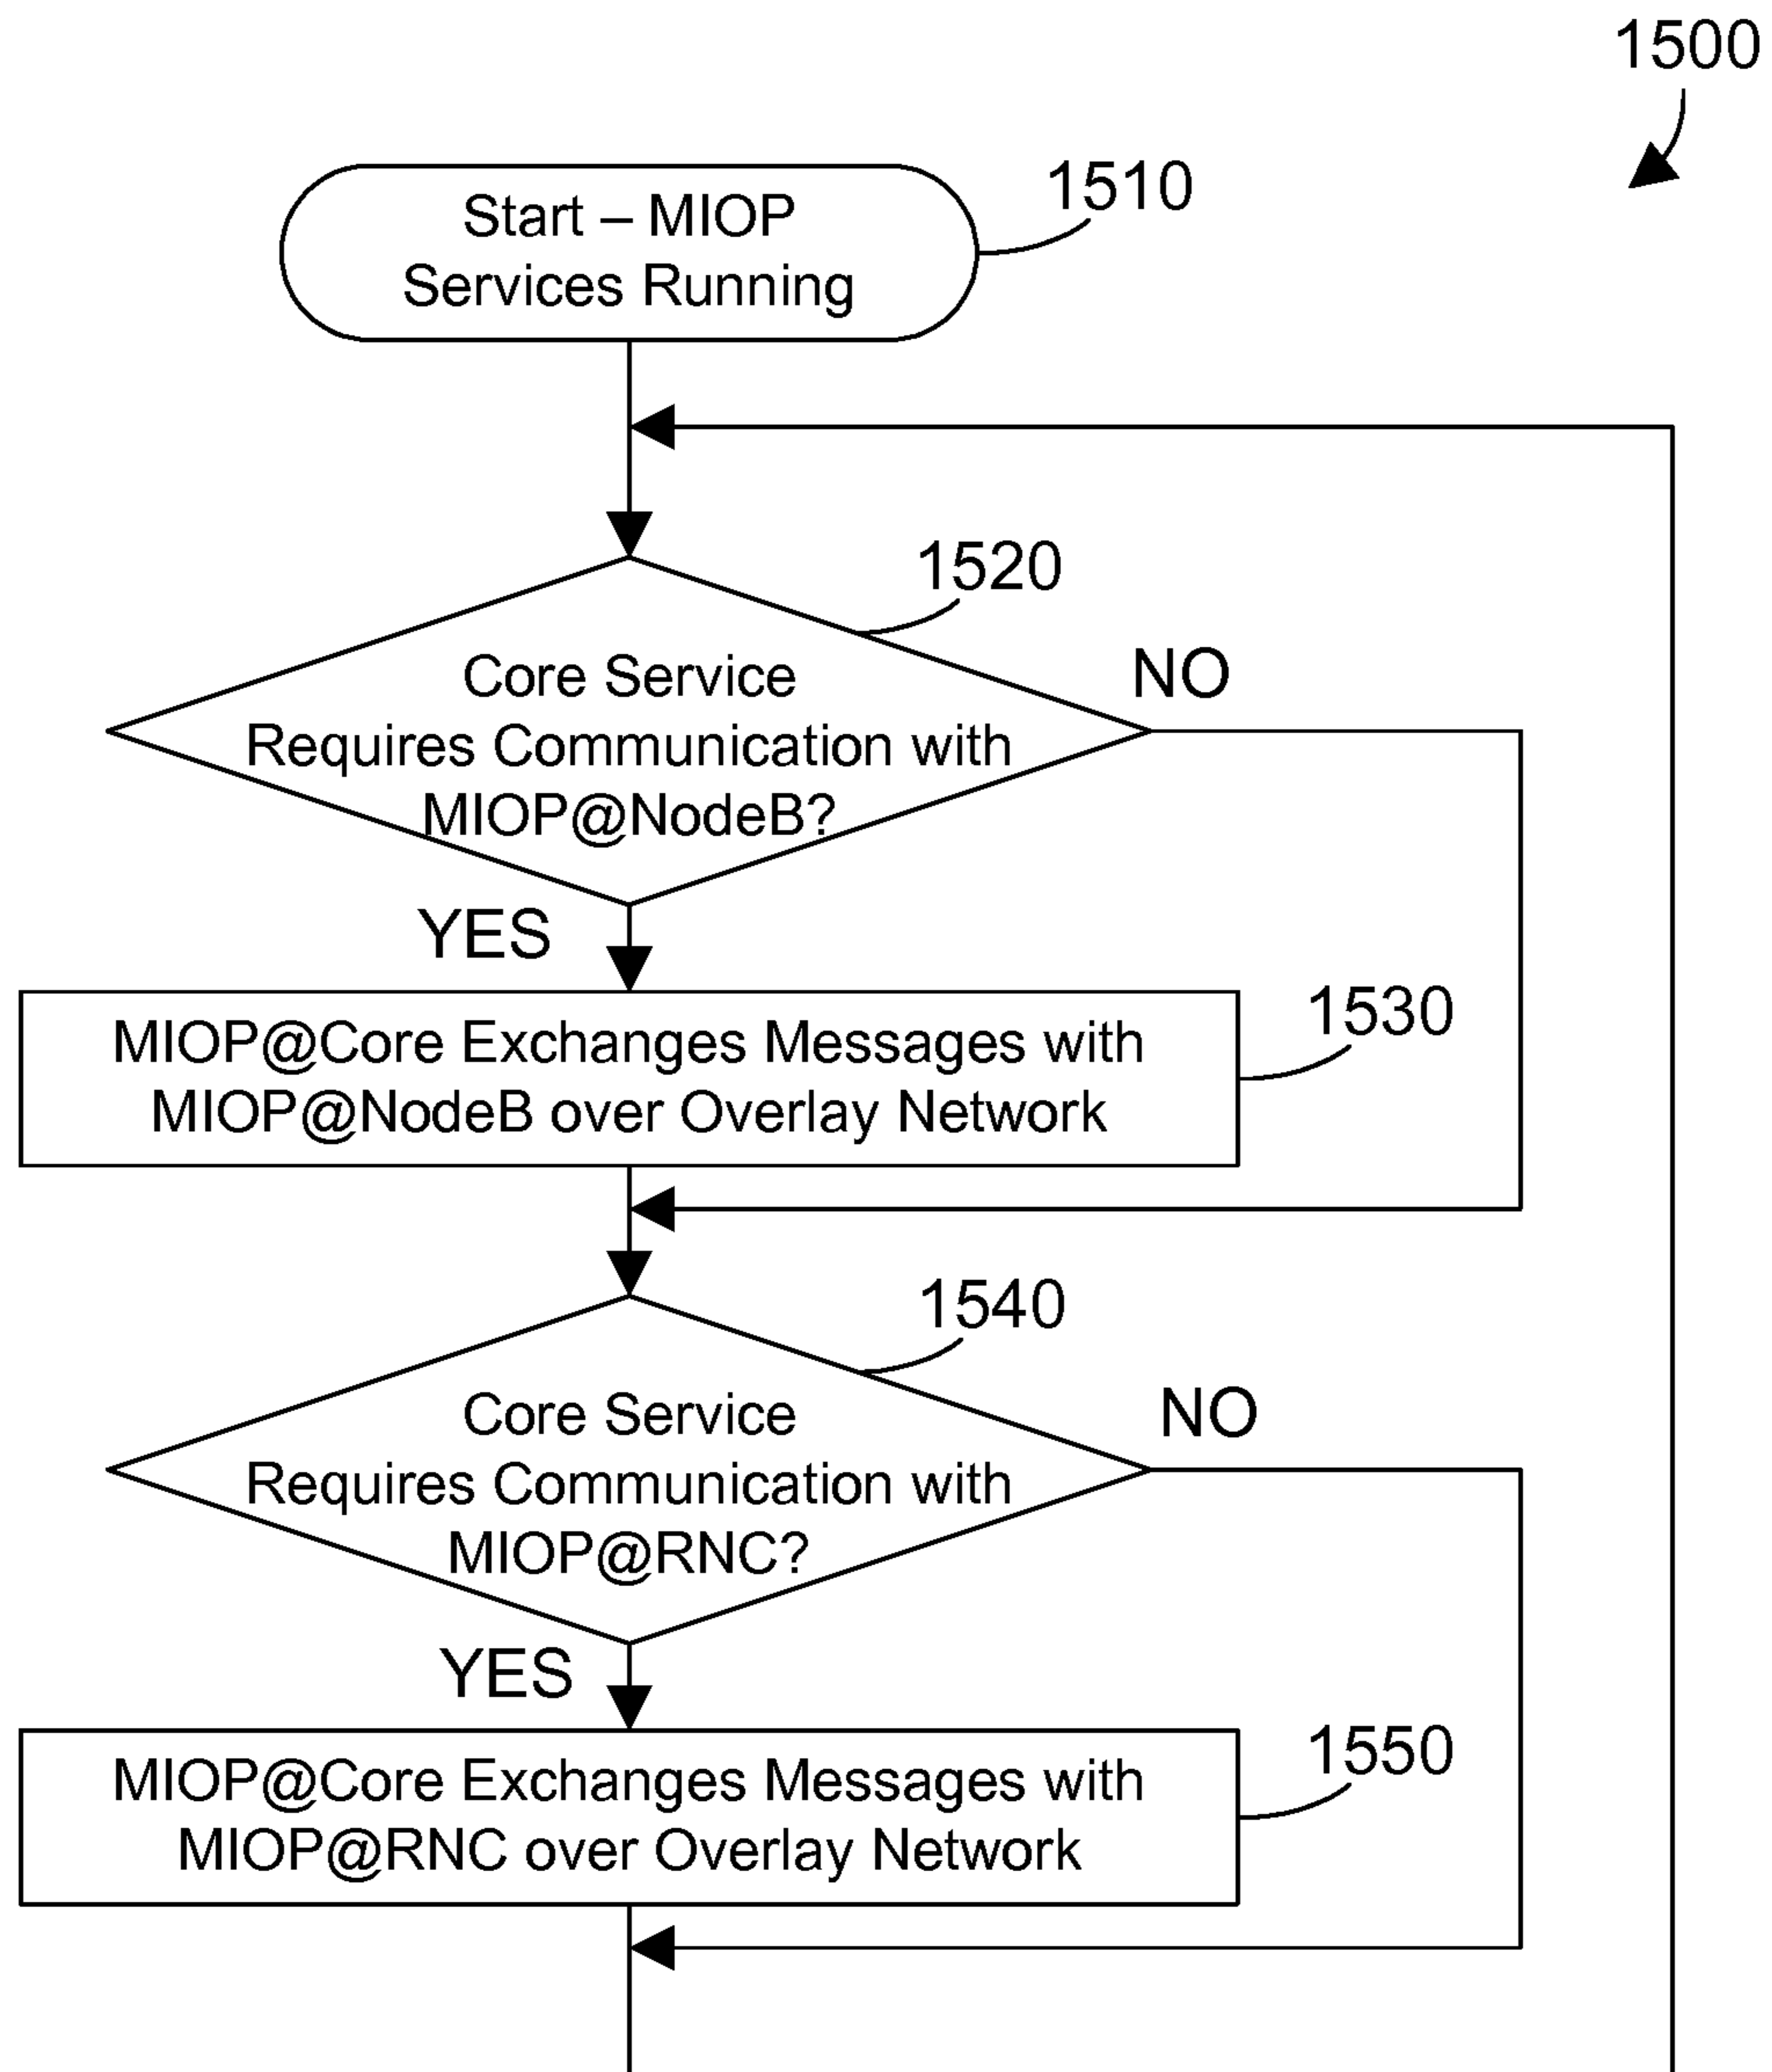 1500
Start – MIOP
Services Running
1510
1520
Core Service
Requires Communication with
MIOP@NodeB?
NO
YES
MIOP@Core Exchanges Messages with
MIOP@NodeB over Overlay Network
1530
1540
Core Service
Requires Communication with
MIOP@RNC?
NO
YES
MIOP@Core Exchanges Messages with
MIOP@RNC over Overlay Network
1550